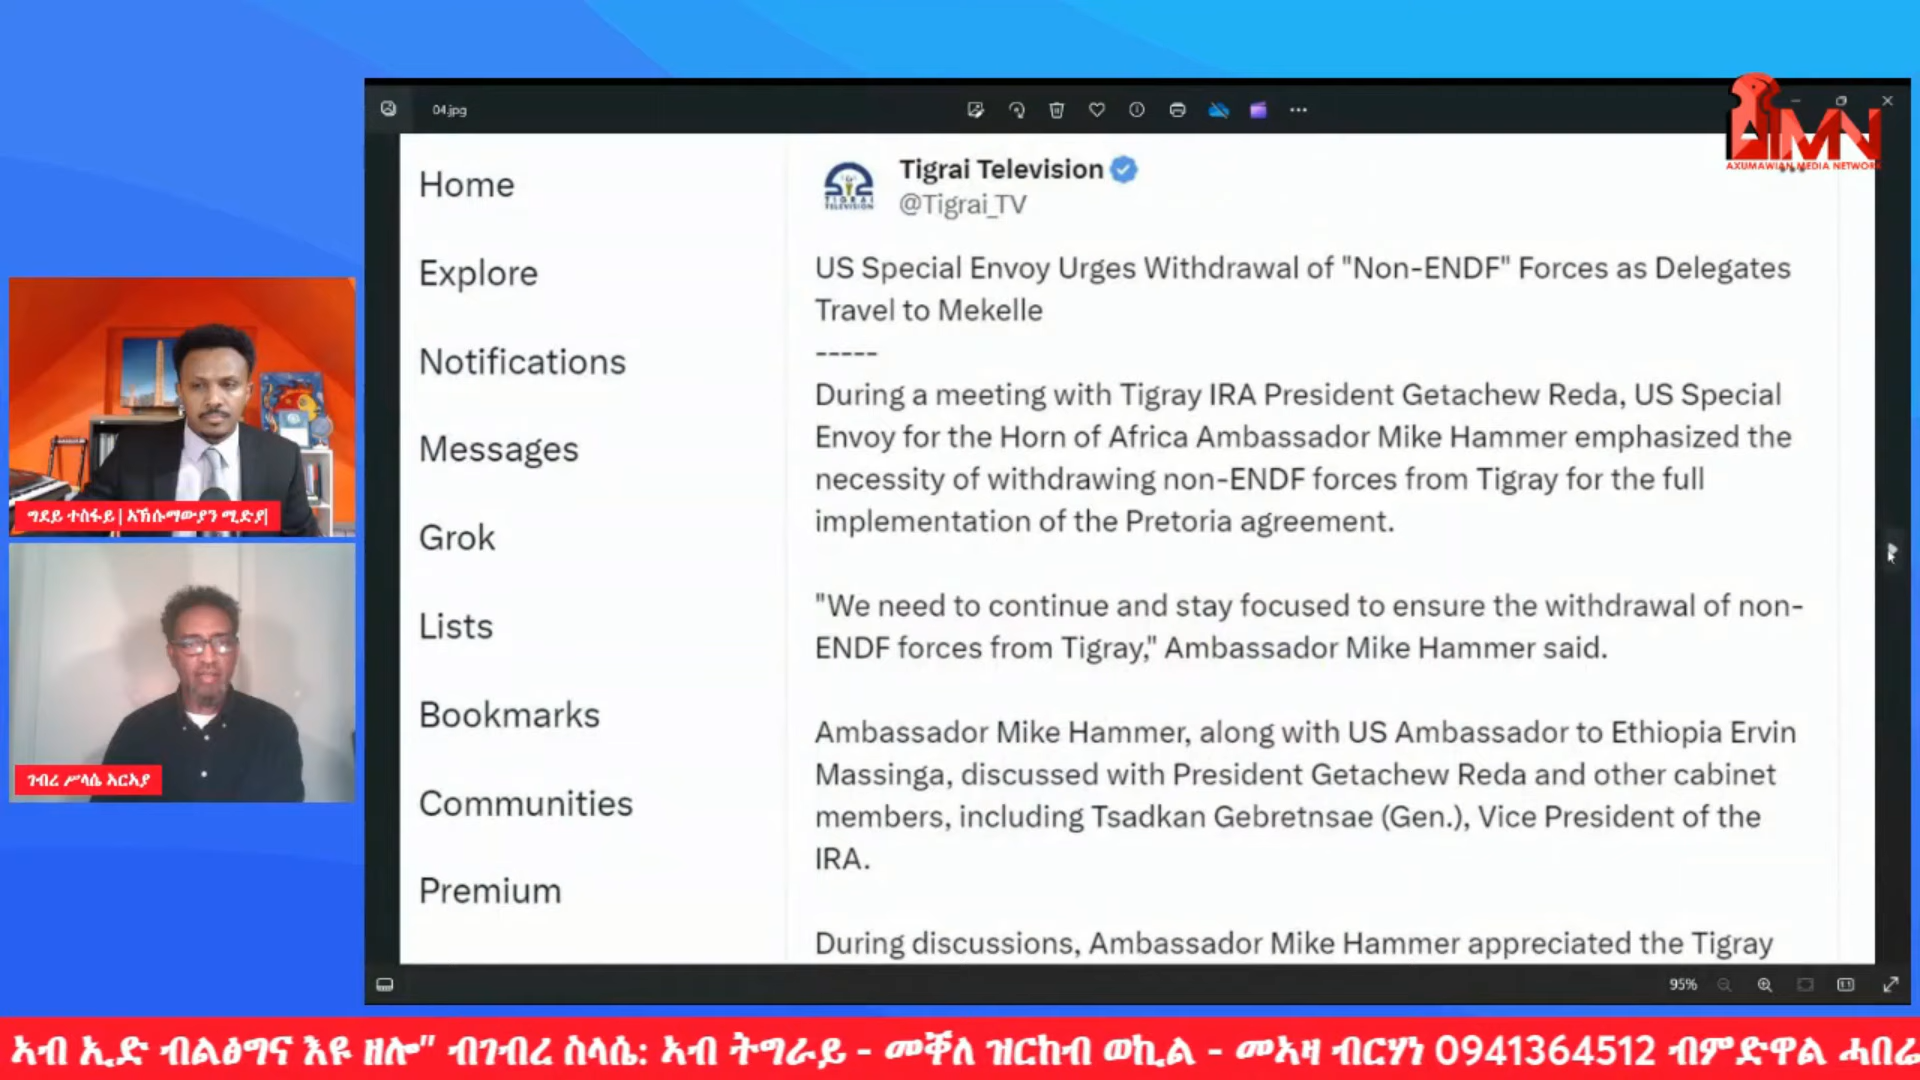 04.jpg
AMN
AXUMAWIAN MEDIA NETWORK
Home
Explore
Notifications
Messages
Grok
Lists
Bookmarks
Communities
Premium
Tigrai Television
@Tigrai_TV
TIGRAI
TELEVISION
US Special Envoy Urges Withdrawal of "Non-ENDF" Forces as Delegates
Travel to Mekelle
-----
During a meeting with Tigray IRA President Getachew Reda, US Special
Envoy for the Horn of Africa Ambassador Mike Hammer emphasized the
necessity of withdrawing non-ENDF forces from Tigray for the full
implementation of the Pretoria agreement.
"We need to continue and stay focused to ensure the withdrawal of non-
ENDF forces from Tigray," Ambassador Mike Hammer said.
Ambassador Mike Hammer, along with US Ambassador to Ethiopia Ervin
Massinga, discussed with President Getachew Reda and other cabinet
members, including Tsadkan Gebretnsae (Gen.), Vice President of the
IRA.
During discussions, Ambassador Mike Hammer appreciated the Tigray
95%
ግደይ ተስፋይ | ኣኽሱማውያን ሚድያ|
ገብረ ሥላሴ ኣርኣያ
ኣብ ኢድ ብልፅግና እዩ ዘሎ” ብገብረ ስላሴ: ኣብ ትግራይ - መቐለ ዝርከብ ወኪል - መኣዛ ብርሃነ 0941364512 ብምድዋል ሓበሬ